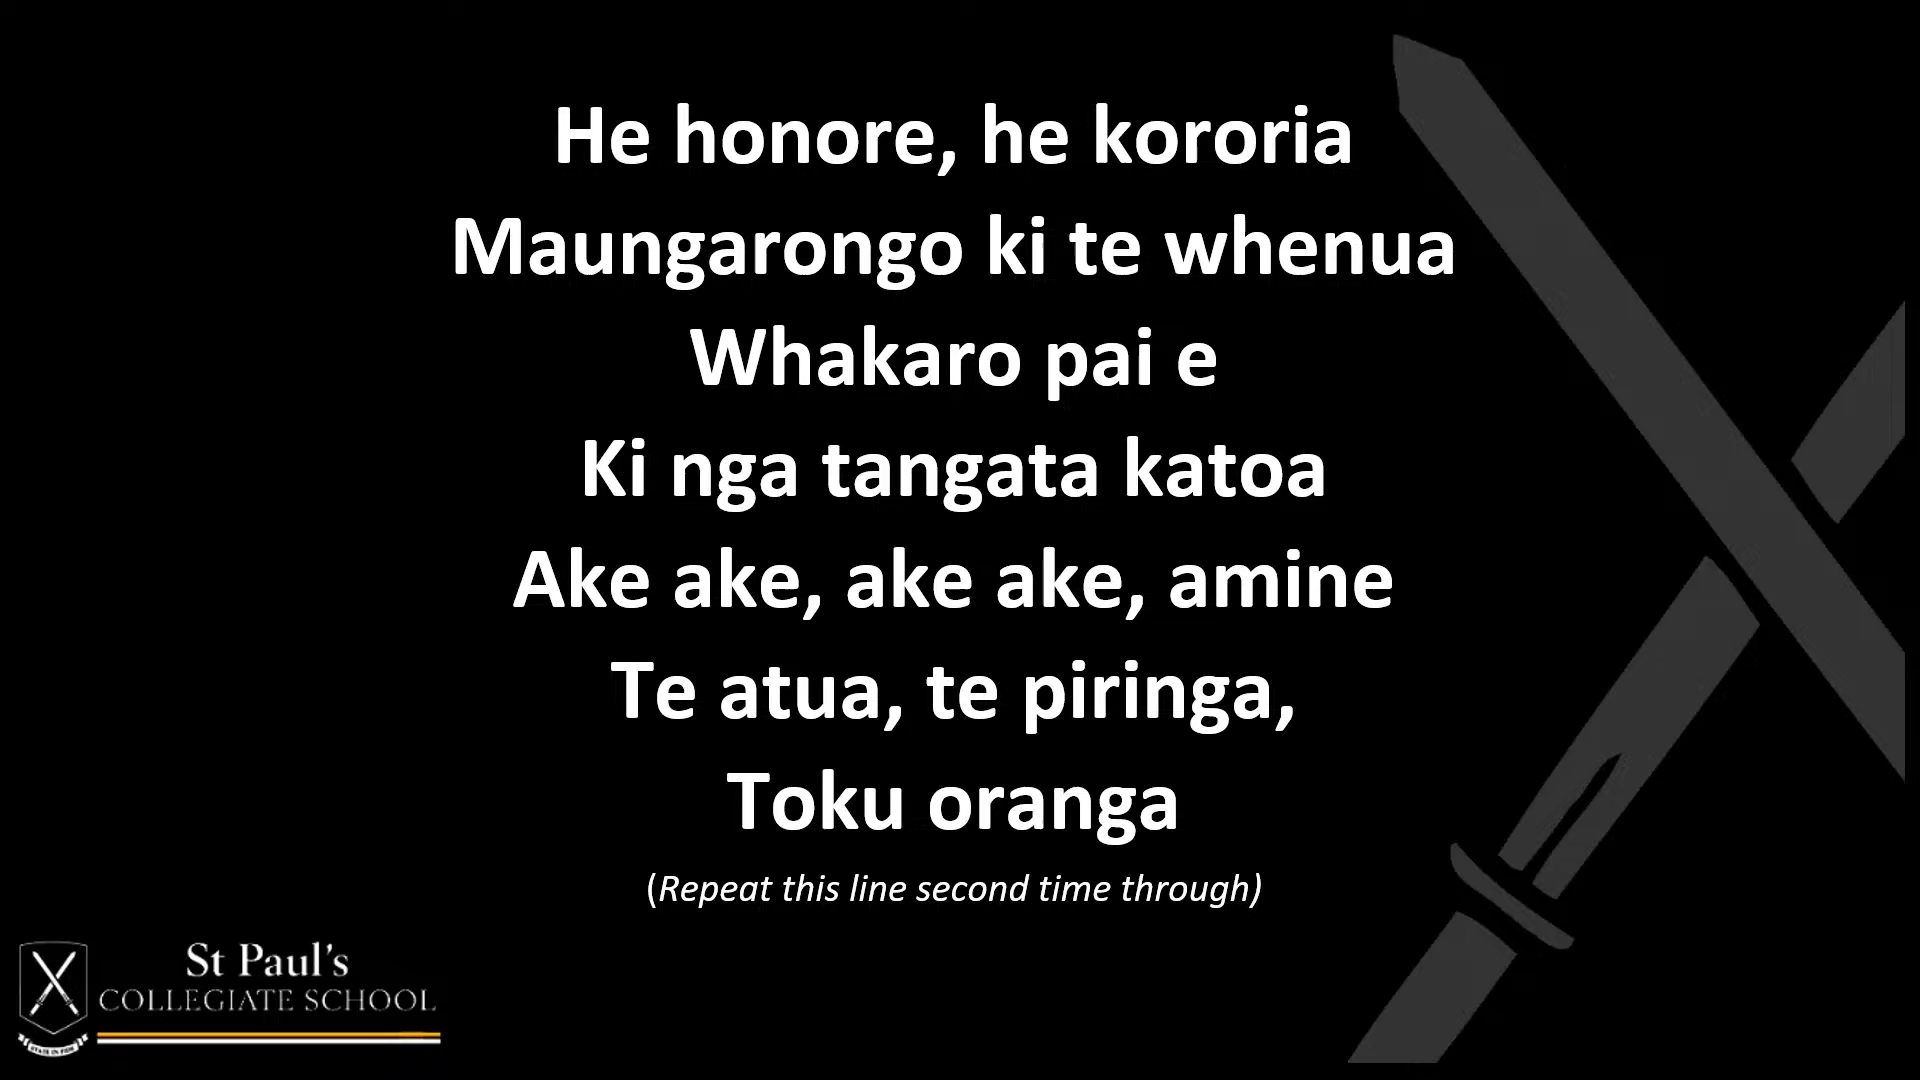 He honore, he kororia
Maungarongo ki te whenua
Whakaro pai e
Ki nga tangata katoa
Ake ake, ake ake, amine
Te atua, te piringa,
Toku oranga
(Repeat this line second time through)
St Paul's
COLLEGIATE SCHOOL